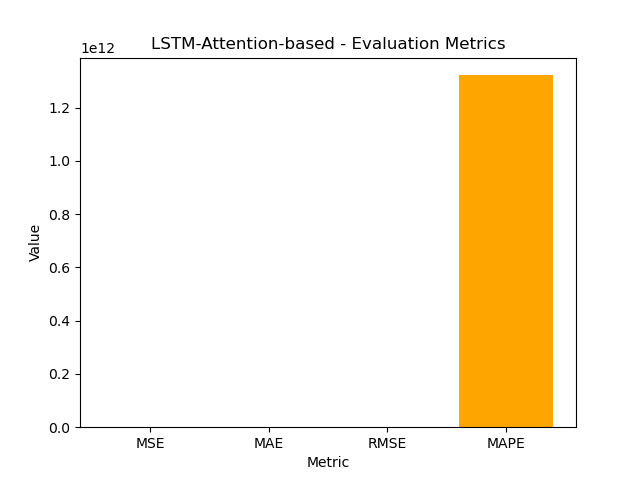 LSTM-Attention-based - Evaluation Metrics
1e12
1.2
1.0
0.8
0.6
0.4
0.2
0.0
Value
MSE MAE RMSE MAPE
Metric